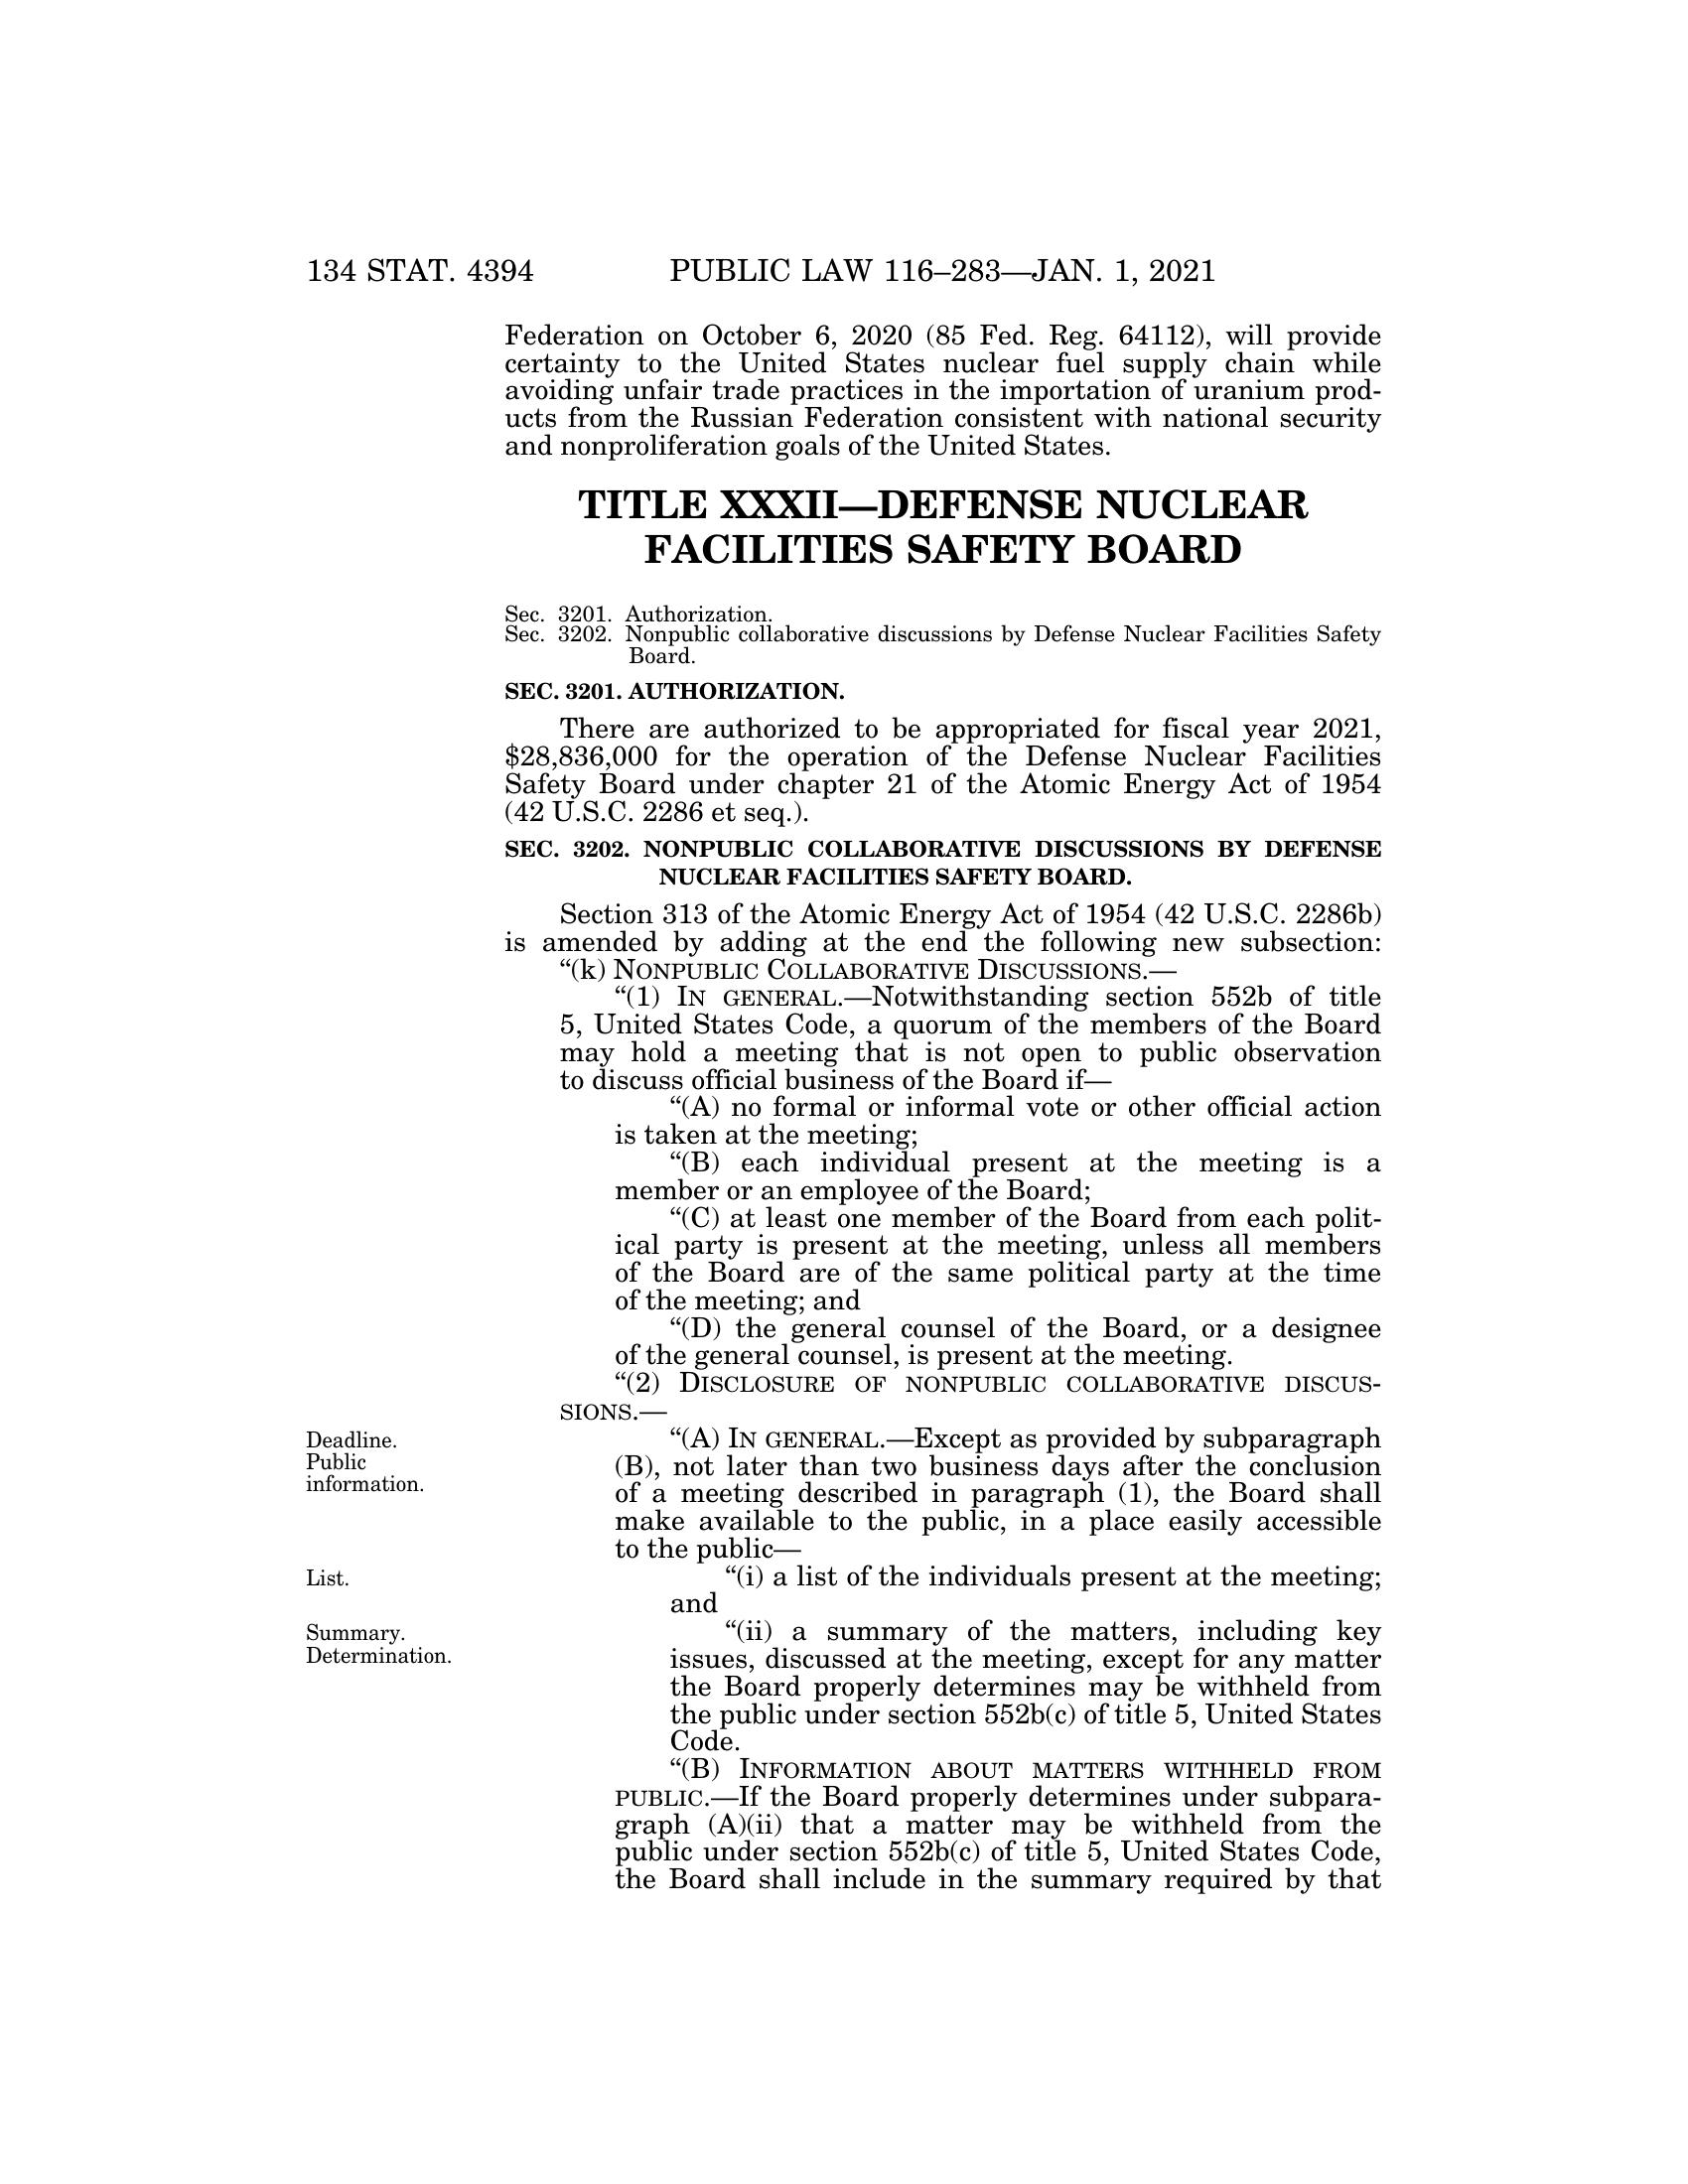 134 STAT. 4394 PUBLIC LAW 116–283—JAN. 1, 2021
Federation on October 6, 2020 (85 Fed. Reg. 64112), will provide
certainty to the United States nuclear fuel supply chain while
avoiding unfair trade practices in the importation of uranium prod-
ucts from the Russian Federation consistent with national security
and nonproliferation goals of the United States.
TITLE XXXII—DEFENSE NUCLEAR
FACILITIES SAFETY BOARD
Sec. 3201. Authorization.
Sec. 3202. Nonpublic collaborative discussions by Defense Nuclear Facilities Safety
Board.
SEC. 3201. AUTHORIZATION.
There are authorized to be appropriated for fiscal year 2021,
$28,836,000 for the operation of the Defense Nuclear Facilities
Safety Board under chapter 21 of the Atomic Energy Act of 1954
(42 U.S.C. 2286 et seq.).
SEC. 3202. NONPUBLIC COLLABORATIVE DISCUSSIONS BY DEFENSE
NUCLEAR FACILITIES SAFETY BOARD.
Section 313 of the Atomic Energy Act of 1954 (42 U.S.C. 2286b)
is amended by adding at the end the following new subsection:
“(k) NONPUBLIC COLLABORATIVE DISCUSSIONS.—
“(1) IN GENERAL.—Notwithstanding section 552b of title
5, United States Code, a quorum of the members of the Board
may hold a meeting that is not open to public observation
to discuss official business of the Board if—
“(A) no formal or informal vote or other official action
is taken at the meeting;
“(B) each individual present at the meeting is a
member or an employee of the Board;
“(C) at least one member of the Board from each polit-
ical party is present at the meeting, unless all members
of the Board are of the same political party at the time
of the meeting; and
“(D) the general counsel of the Board, or a designee
of the general counsel, is present at the meeting.
“(2) DISCLOSURE OF NONPUBLIC COLLABORATIVE DISCUS-
SIONS.—
Deadline.
Public
information.
“(A) IN GENERAL.—Except as provided by subparagraph
(B), not later than two business days after the conclusion
of a meeting described in paragraph (1), the Board shall
make available to the public, in a place easily accessible
to the public—
List.
“(i) a list of the individuals present at the meeting;
and
Summary.
Determination.
“(ii) a summary of the matters, including key
issues, discussed at the meeting, except for any matter
the Board properly determines may be withheld from
the public under section 552b(c) of title 5, United States
Code.
“(B) INFORMATION ABOUT MATTERS WITHHELD FROM
PUBLIC.—If the Board properly determines under subpara-
graph (A)(ii) that a matter may be withheld from the
public under section 552b(c) of title 5, United States Code,
the Board shall include in the summary required by that